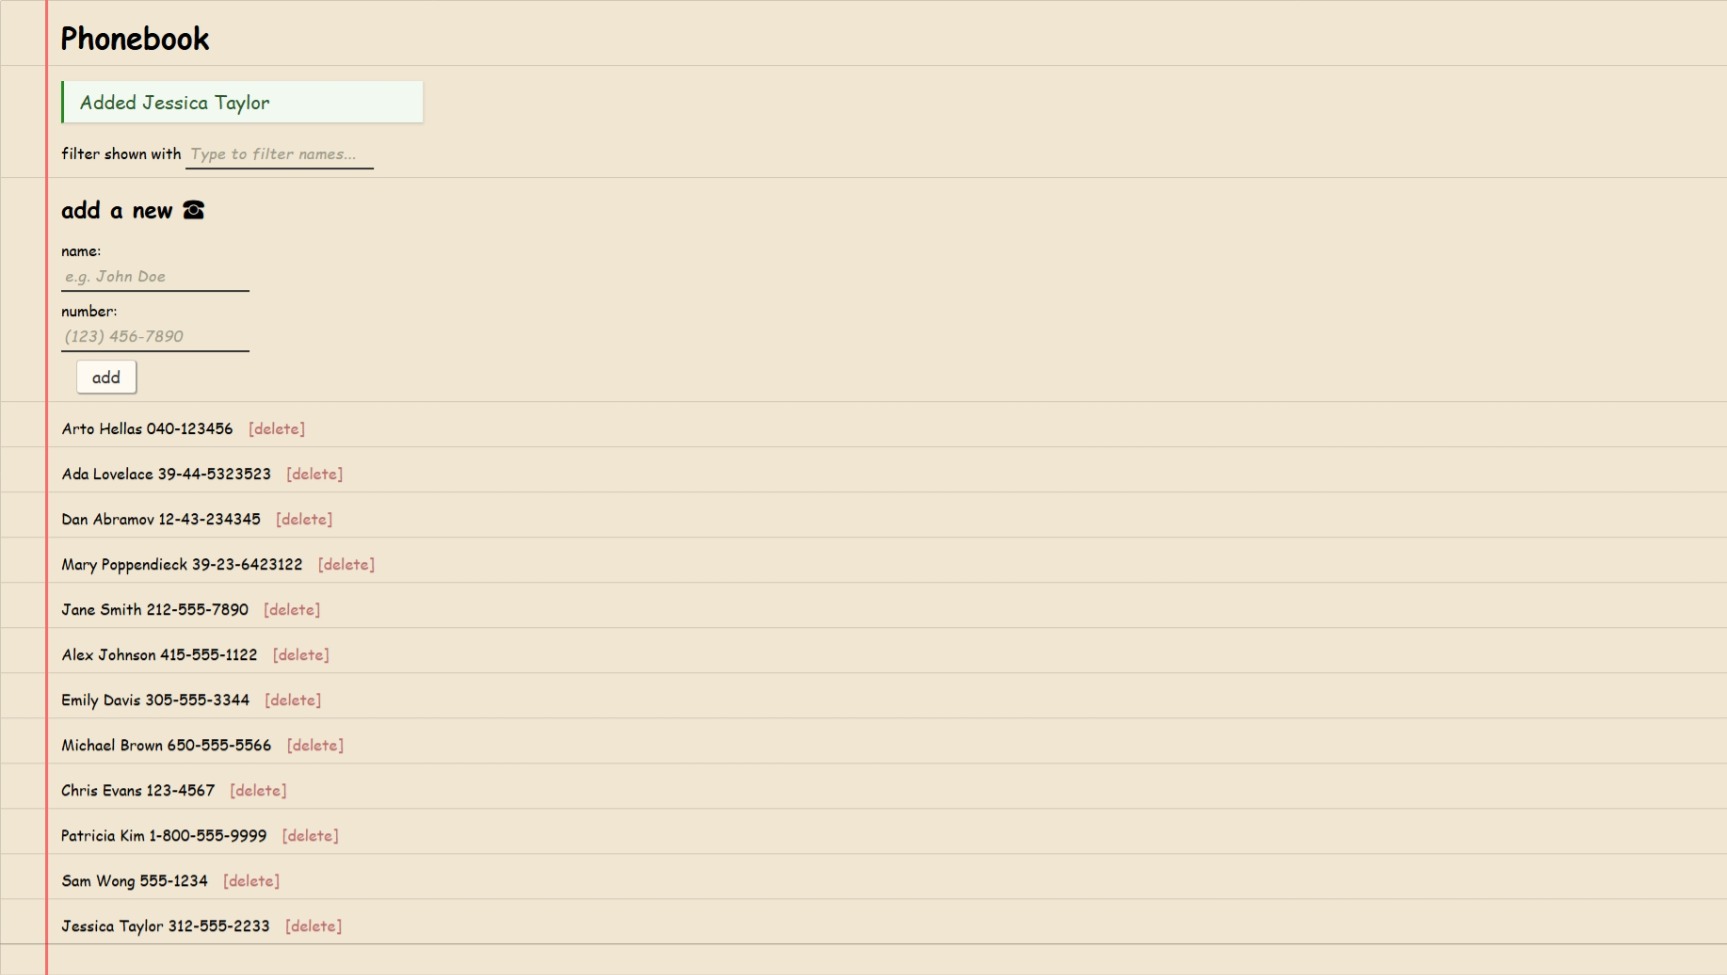 Phonebook
Added Jessica Taylor
filter shown with Type to filter names...
add a new ☎
name:
e.g. John Doe
number:
(123) 456-7890
add
Arto Hellas 040-123456 [delete]
Ada Lovelace 39-44-5323523 [delete]
Dan Abramov 12-43-234345 [delete]
Mary Poppendieck 39-23-6423122 [delete]
Jane Smith 212-555-7890 [delete]
Alex Johnson 415-555-1122 [delete]
Emily Davis 305-555-3344 [delete]
Michael Brown 650-555-5566 [delete]
Chris Evans 123-4567 [delete]
Patricia Kim 1-800-555-9999 [delete]
Sam Wong 555-1234 [delete]
Jessica Taylor 312-555-2233 [delete]